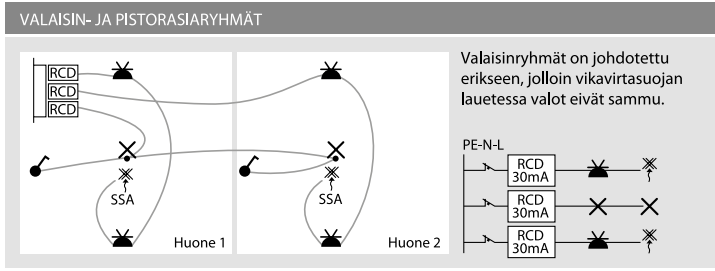 VALAISIN- JA PISTORASIARYHMÄT
RCD
RCD
RCD
SSA
Huone 1
SSA
Huone 2
Valaisinryhmät on johdotettu
erikseen, jolloin vikavirtasuojan
lauetessa valot eivät sammu.
PE-N-L
RCD
30mA
RCD
30mA
RCD
30mA